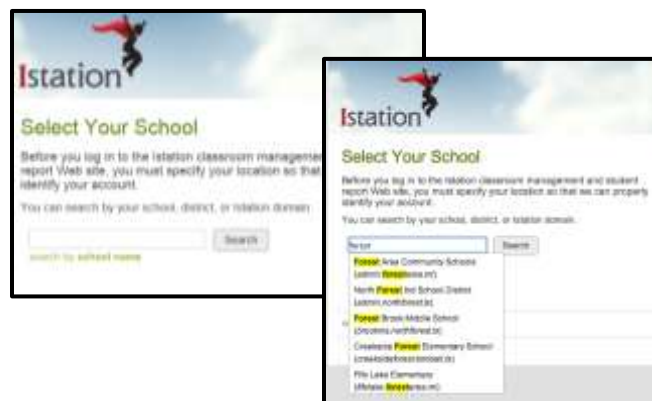 Istation
Select Your School
Before you log in to the Istation classroom manageme
report Web site, you must specify your location so that
identify your account.
You can search by your school, district, or Istation domain.
Search
search by school name
Istation
Select Your School
Before you log in to the Istation classroom management and student
report Web site, you must specify your location so that we can properly
identify your account.
You can search by your school, district, or Istation domain.
Search
Forest Area Community Schools
North Forest Ind School District
Forest Brook Middle School
Creekside Forest Elementary School
Fife Lake Elementary